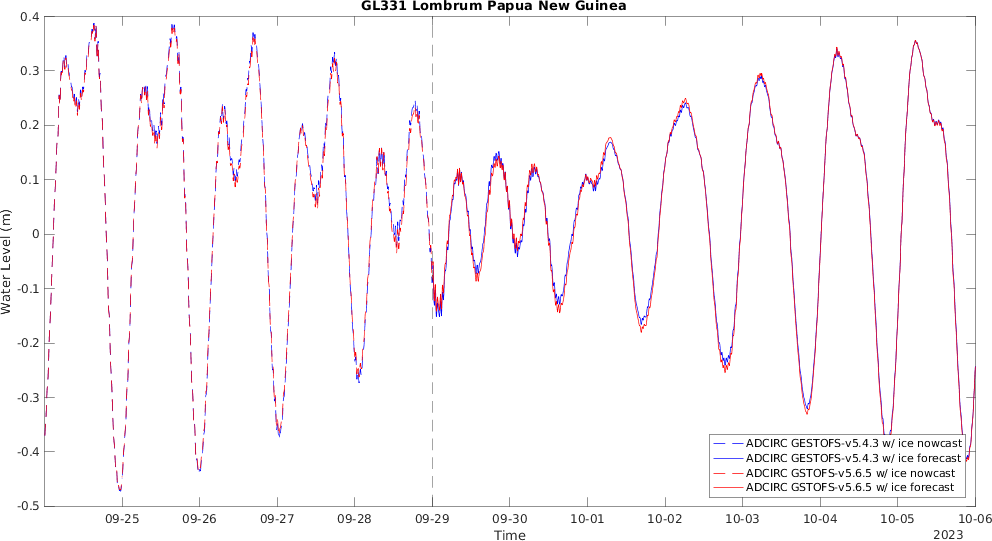 GL331 Lombrum Papua New Guinea
0.4
0.3
0.2
0.1
0
-0.1
-0.2
-0.3
-0.4
-0.5
Water Level (m)
ADCIRC GESTOFS-v5.4.3 w/ ice nowcast
ADCIRC GESTOFS-v5.4.3 w/ ice forecast
ADCIRC GSTOFS-v5.6.5 w/ ice nowcast
ADCIRC GSTOFS-v5.6.5 w/ ice forecast
09-25 09-26 09-27 09-28 09-29 09-30 10-01 10-02 10-03 10-04 10-05 10-06
Time 2023